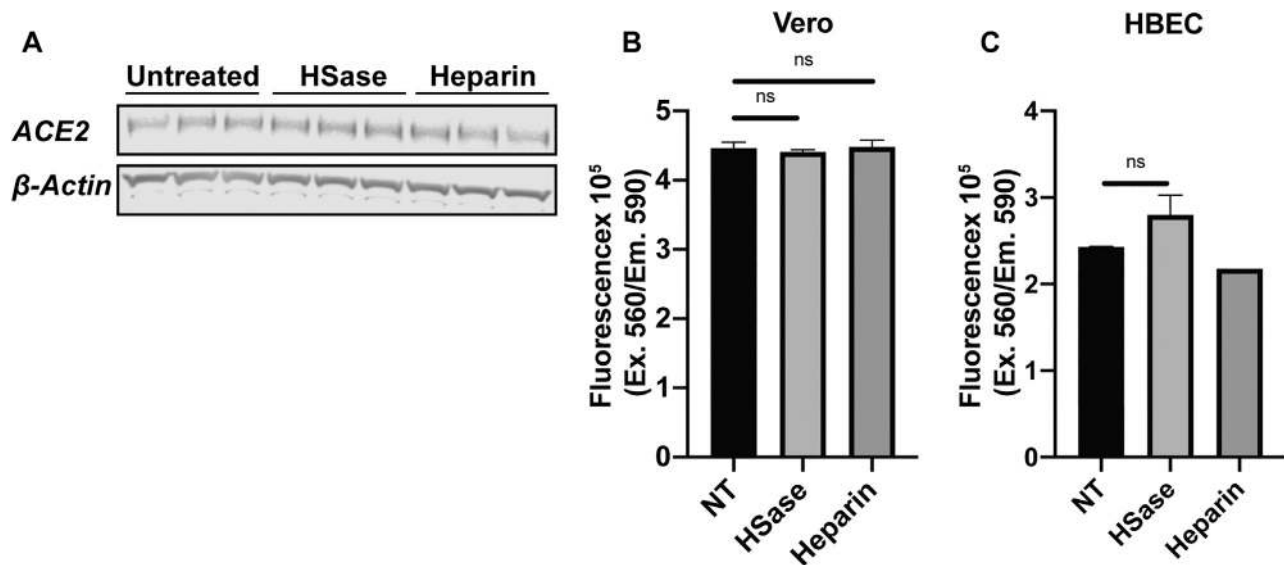 A
Untreated HSase Heparin
ACE2
β-Actin
B
Vero
ns
ns
Fluorescencex 10⁵
(Ex. 560/Em. 590)
5
4
3
2
1
0
NT
HSase
Heparin
C
HBEC
ns
Fluorescencex 10⁵
(Ex. 560/Em. 590)
4
3
2
1
0
NT
HSase
Heparin